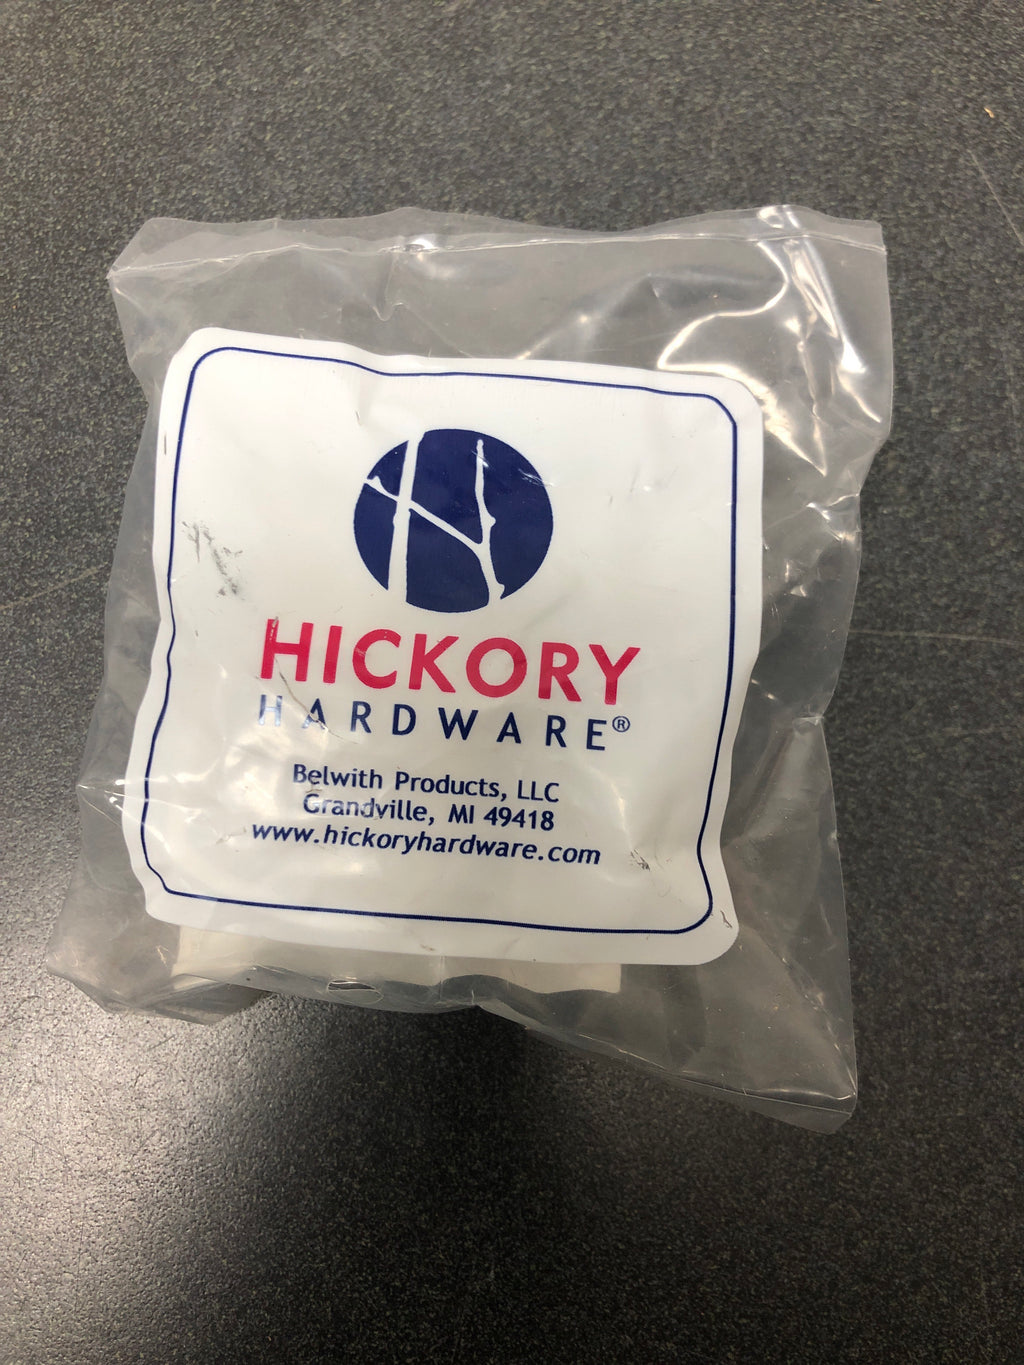 HICKORY
HARDWARE®
Belwith Products, LLC
Grandville, MI 49418
www.hickoryhardware.com